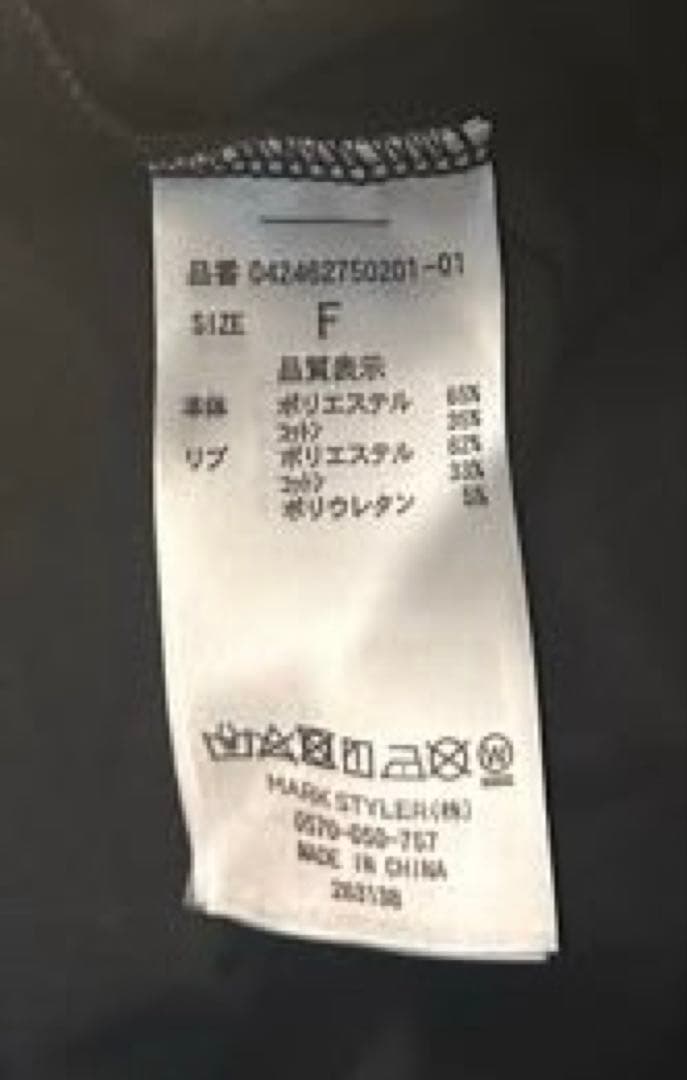 品番 042462750201-01
SIZE F
品質表示
本体 ポリエステル 65%
コットン 35%
リブ ポリエステル 62%
コットン 33%
ポリウレタン 5%
W
MARK STYLER(株)
0570-050-757
MADE IN CHINA